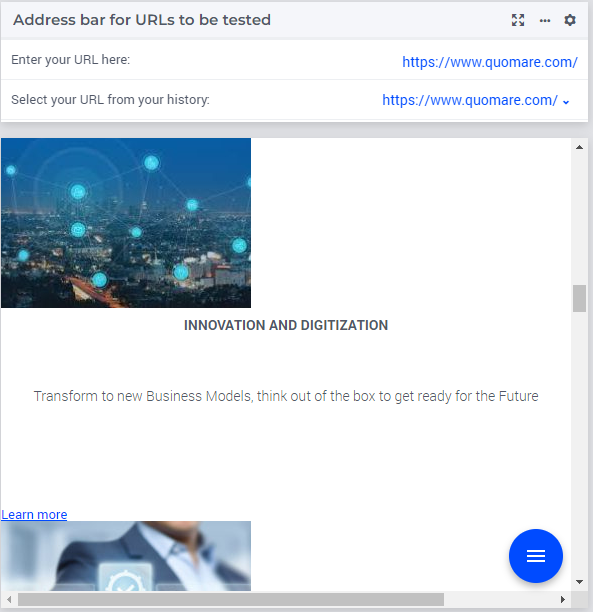 Address bar for URLs to be tested
Enter your URL here:
https://www.quomare.com/
Select your URL from your history:
https://www.quomare.com/
INNOVATION AND DIGITIZATION
Transform to new Business Models, think out of the box to get ready for the Future
Learn more